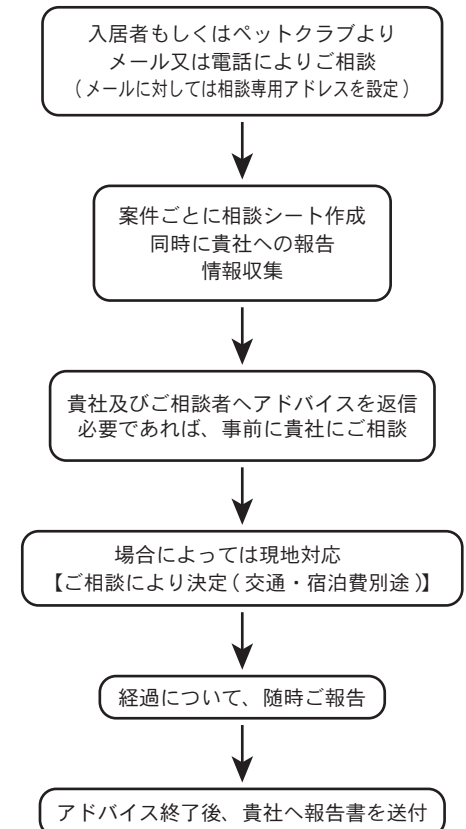 入居者もしくはペットクラブより
メール又は電話によりご相談
（メールに対しては相談専用アドレスを設定）
案件ごとに相談シート作成
同時に貴社への報告
情報収集
貴社及びご相談者へアドバイスを返信
必要であれば、事前に貴社にご相談
場合によっては現地対応
【ご相談により決定（交通・宿泊費別途）】
経過について、随時ご報告
アドバイス終了後、貴社へ報告書を送付